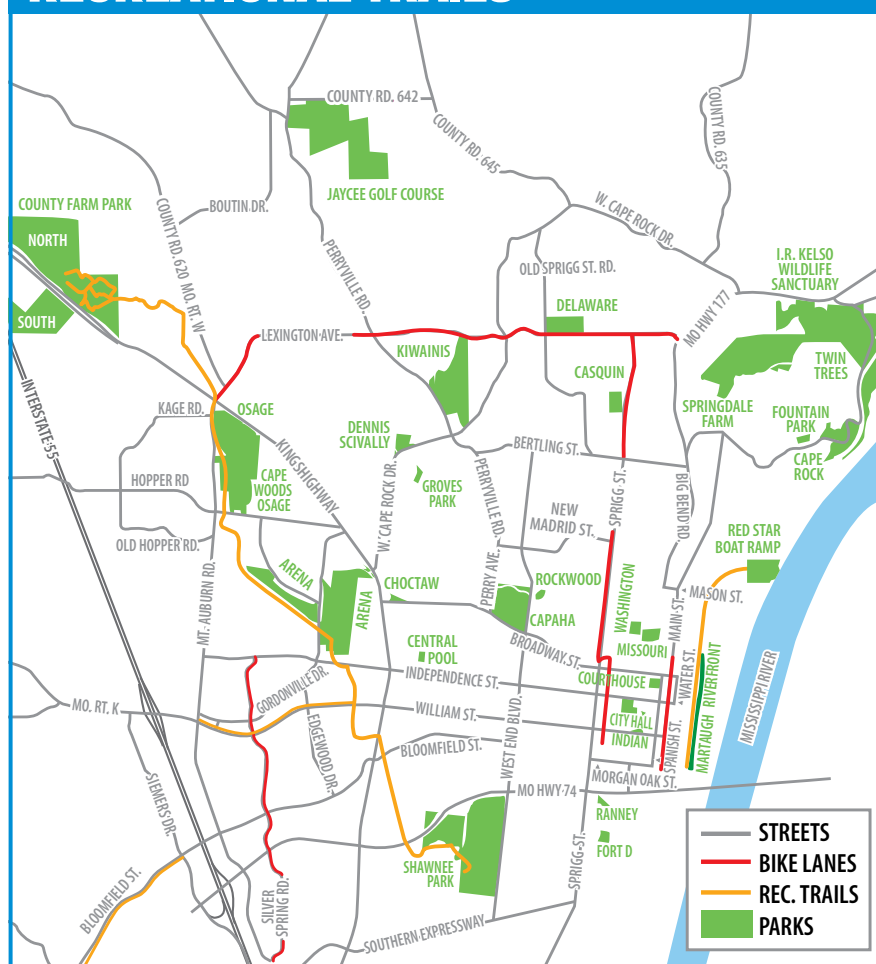 RECREATIONAL TRAILS
COUNTY RD. 642
COUNTY RD. 645
COUNTY RD. 635
JAYCEE GOLF COURSE
COUNTY FARM PARK
NORTH
SOUTH
BOUTIN DR.
COUNTY RD. 620 MO. RT. W
PERRYVILLE RD.
W. CAPE ROCK DR.
OLD SPRIGG ST. RD.
I.R. KELSO
WILDLIFE
SANCTUARY
MO HWY 177
DELAWARE
LEXINGTON AVE.
KIWAINIS
TWIN
TREES
CASQUIN
SPRINGDALE
FARM
FOUNTAIN
PARK
CAPE
ROCK
INTERSTATE 55
KAGE RD.
OSAGE
KINGSHIGHWAY
DENNIS
SCIVALLY
BERTLING ST.
HOPPER RD
CAPE
WOODS
OSAGE
W. CAPE ROCK DR.
GROVES
PARK
PERRYVILLE RD.
SPRIGG ST.
BIG BEND RD.
NEW
MADRID ST.
OLD HOPPER RD.
RED STAR
BOAT RAMP
MT. AUBURN RD.
ARENA
ARENA
CHOCTAW
PERRY AVE.
ROCKWOOD
CAPAHA
WASHINGTON
MISSOURI
MAIN ST.
MASON ST.
BROADWAY ST.
CENTRAL
POOL
INDEPENDENCE ST.
COURTHOUSE
WATER ST.
MARTAUGH RIVERFRONT
MISSISSIPPI RIVER
GORDONVILLE DR.
MO. RT. K
WILLIAM ST.
CITY HALL
INDIAN
SPANISH ST.
EDGEWOOD DR.
BLOOMFIELD ST.
WEST END BLVD.
MORGAN OAK ST.
SIEMERS DR.
MO HWY 74
RANNEY
FORT D
SHAWNEE
PARK
SPRIGG ST.
BLOOMFIELD ST.
SILVER
SPRING RD.
SOUTHERN EXPRESSWAY
STREETS
BIKE LANES
REC. TRAILS
PARKS